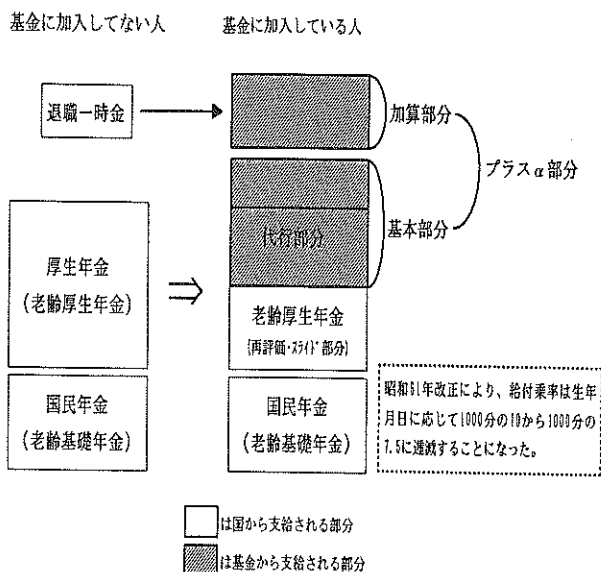 基金に加入してない人
基金に加入している人
退職一時金
加算部分
プラスα部分
代行部分
基本部分
厚生年金
(老齢厚生年金)
⇒
老齢厚生年金
(再評価・スライド部分)
国民年金
(老齢基礎年金)
国民年金
(老齢基礎年金)
昭和61年改正により、給付乗率は生年
月日に応じて1000分の10から1000分の
7.5に逓減することになった。
は国から支給される部分
は基金から支給される部分